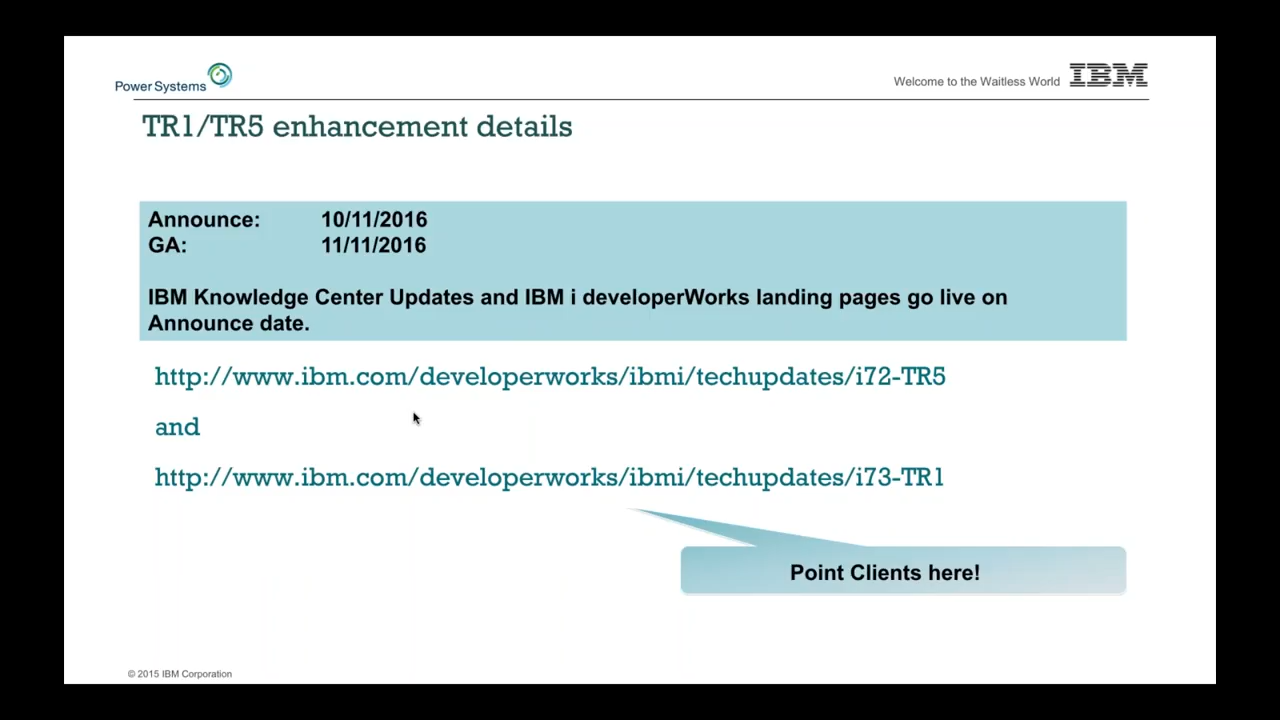 Power Systems
Welcome to the Waitless World
IBM
TR1/TR5 enhancement details
Announce: 10/11/2016
GA: 11/11/2016
IBM Knowledge Center Updates and IBM i developerWorks landing pages go live on
Announce date.
http://www.ibm.com/developerworks/ibmi/techupdates/i72-TR5
and
http://www.ibm.com/developerworks/ibmi/techupdates/i73-TR1
Point Clients here!
© 2015 IBM Corporation